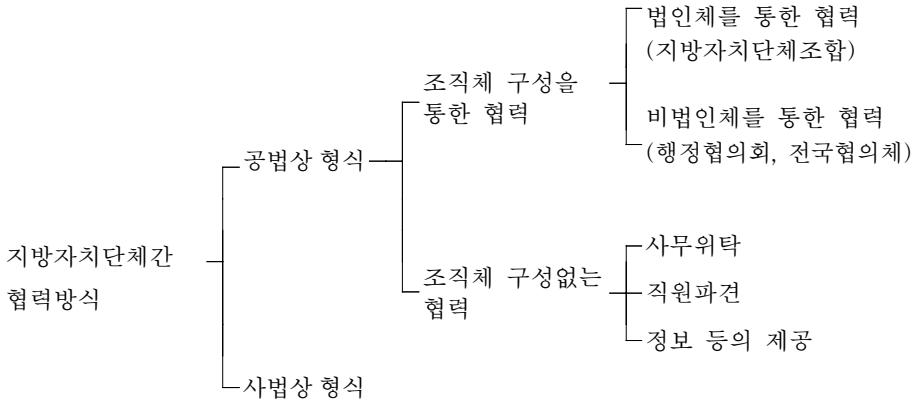 지방자치단체간
협력방식
공법상 형식
조직체 구성을
통한 협력
법인체를 통한 협력
(지방자치단체조합)
비법인체를 통한 협력
(행정협의회, 전국협의체)
조직체 구성없는
협력
사무위탁
직원파견
정보 등의 제공
사법상 형식